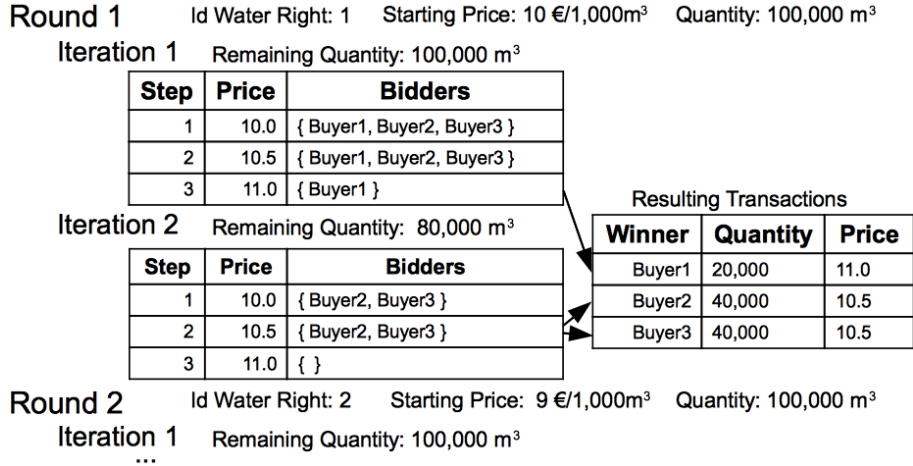 Round 1 Id Water Right: 1 Starting Price: 10 €/1,000m³ Quantity: 100,000 m³
Iteration 1 Remaining Quantity: 100,000 m³
Step Price Bidders
1 10.0 { Buyer1, Buyer2, Buyer3 }
2 10.5 { Buyer1, Buyer2, Buyer3 }
3 11.0 { Buyer1 }
Iteration 2 Remaining Quantity: 80,000 m³
Step Price Bidders
1 10.0 { Buyer2, Buyer3 }
2 10.5 { Buyer2, Buyer3 }
3 11.0 { }
Resulting Transactions
Winner Quantity Price
Buyer1 20,000 11.0
Buyer2 40,000 10.5
Buyer3 40,000 10.5
Round 2 Id Water Right: 2 Starting Price: 9 €/1,000m³ Quantity: 100,000 m³
Iteration 1 Remaining Quantity: 100,000 m³
...